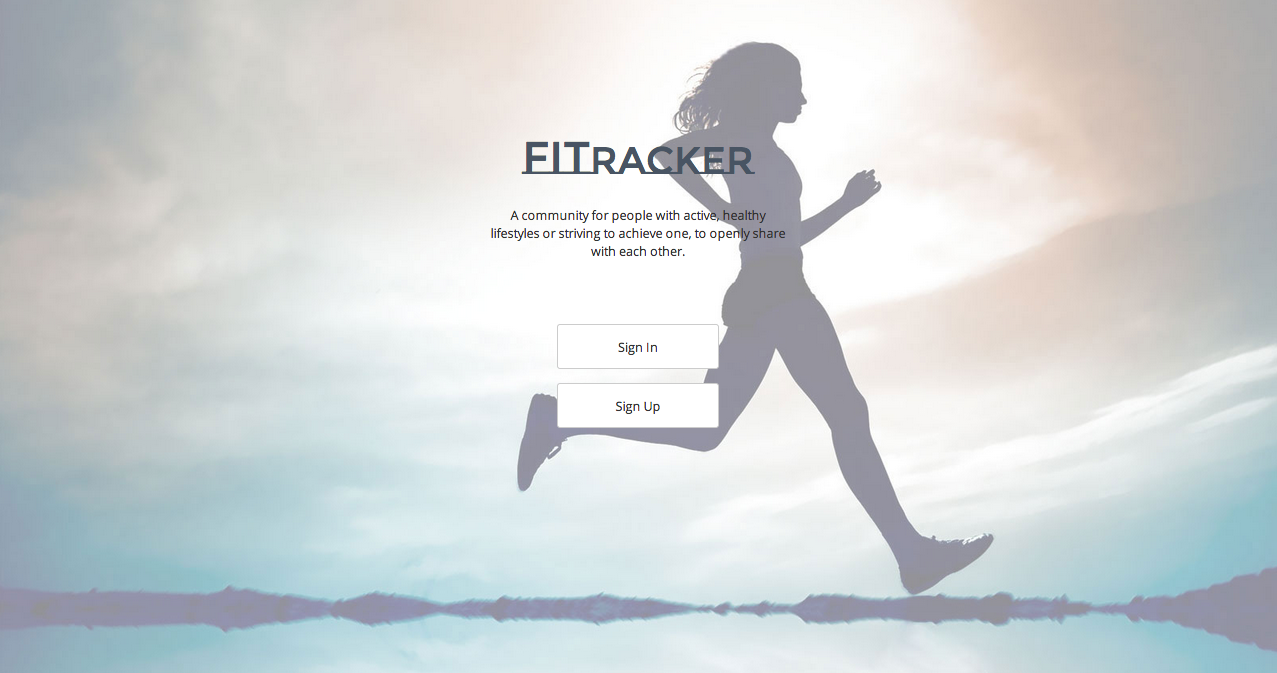 FITRACKER
A community for people with active, healthy
lifestyles or striving to achieve one, to openly share
with each other.
Sign In
Sign Up